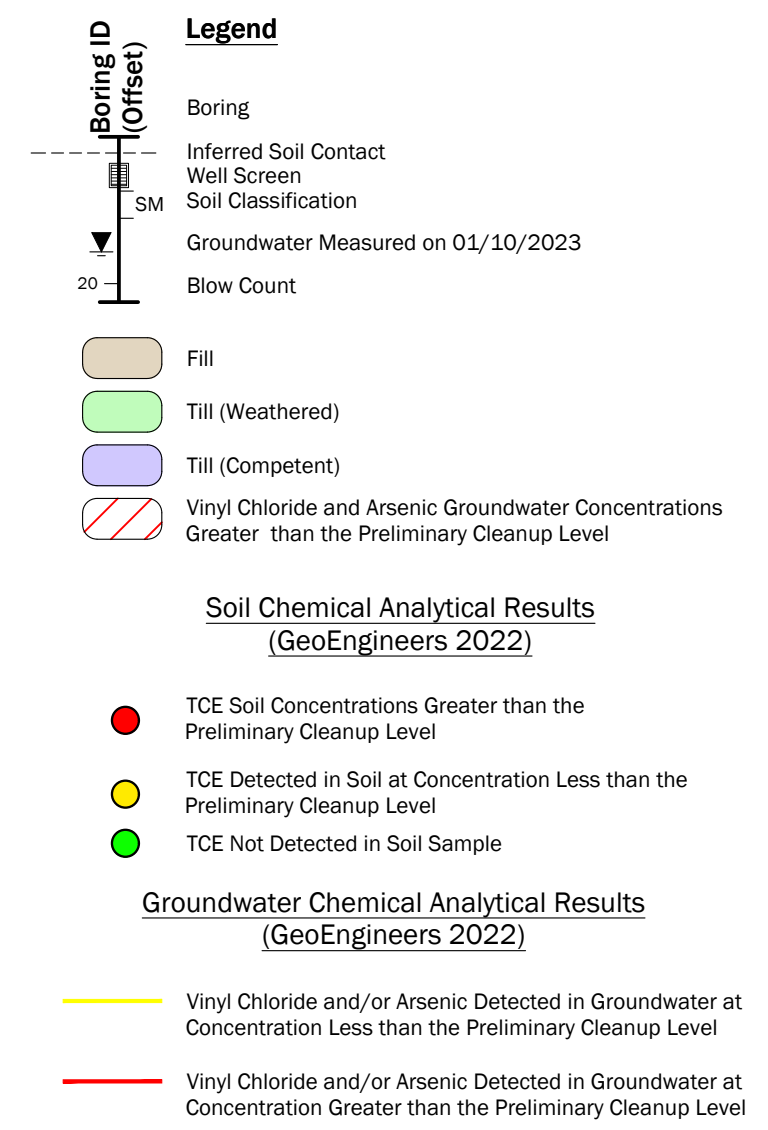 Legend
Boring ID
(Offset)
Boring
Inferred Soil Contact
Well Screen
SM
Soil Classification
Groundwater Measured on 01/10/2023
20
Blow Count
Fill
Till (Weathered)
Till (Competent)
Vinyl Chloride and Arsenic Groundwater Concentrations
Greater than the Preliminary Cleanup Level
Soil Chemical Analytical Results
(GeoEngineers 2022)
TCE Soil Concentrations Greater than the
Preliminary Cleanup Level
TCE Detected in Soil at Concentration Less than the
Preliminary Cleanup Level
TCE Not Detected in Soil Sample
Groundwater Chemical Analytical Results
(GeoEngineers 2022)
Vinyl Chloride and/or Arsenic Detected in Groundwater at
Concentration Less than the Preliminary Cleanup Level
Vinyl Chloride and/or Arsenic Detected in Groundwater at
Concentration Greater than the Preliminary Cleanup Level